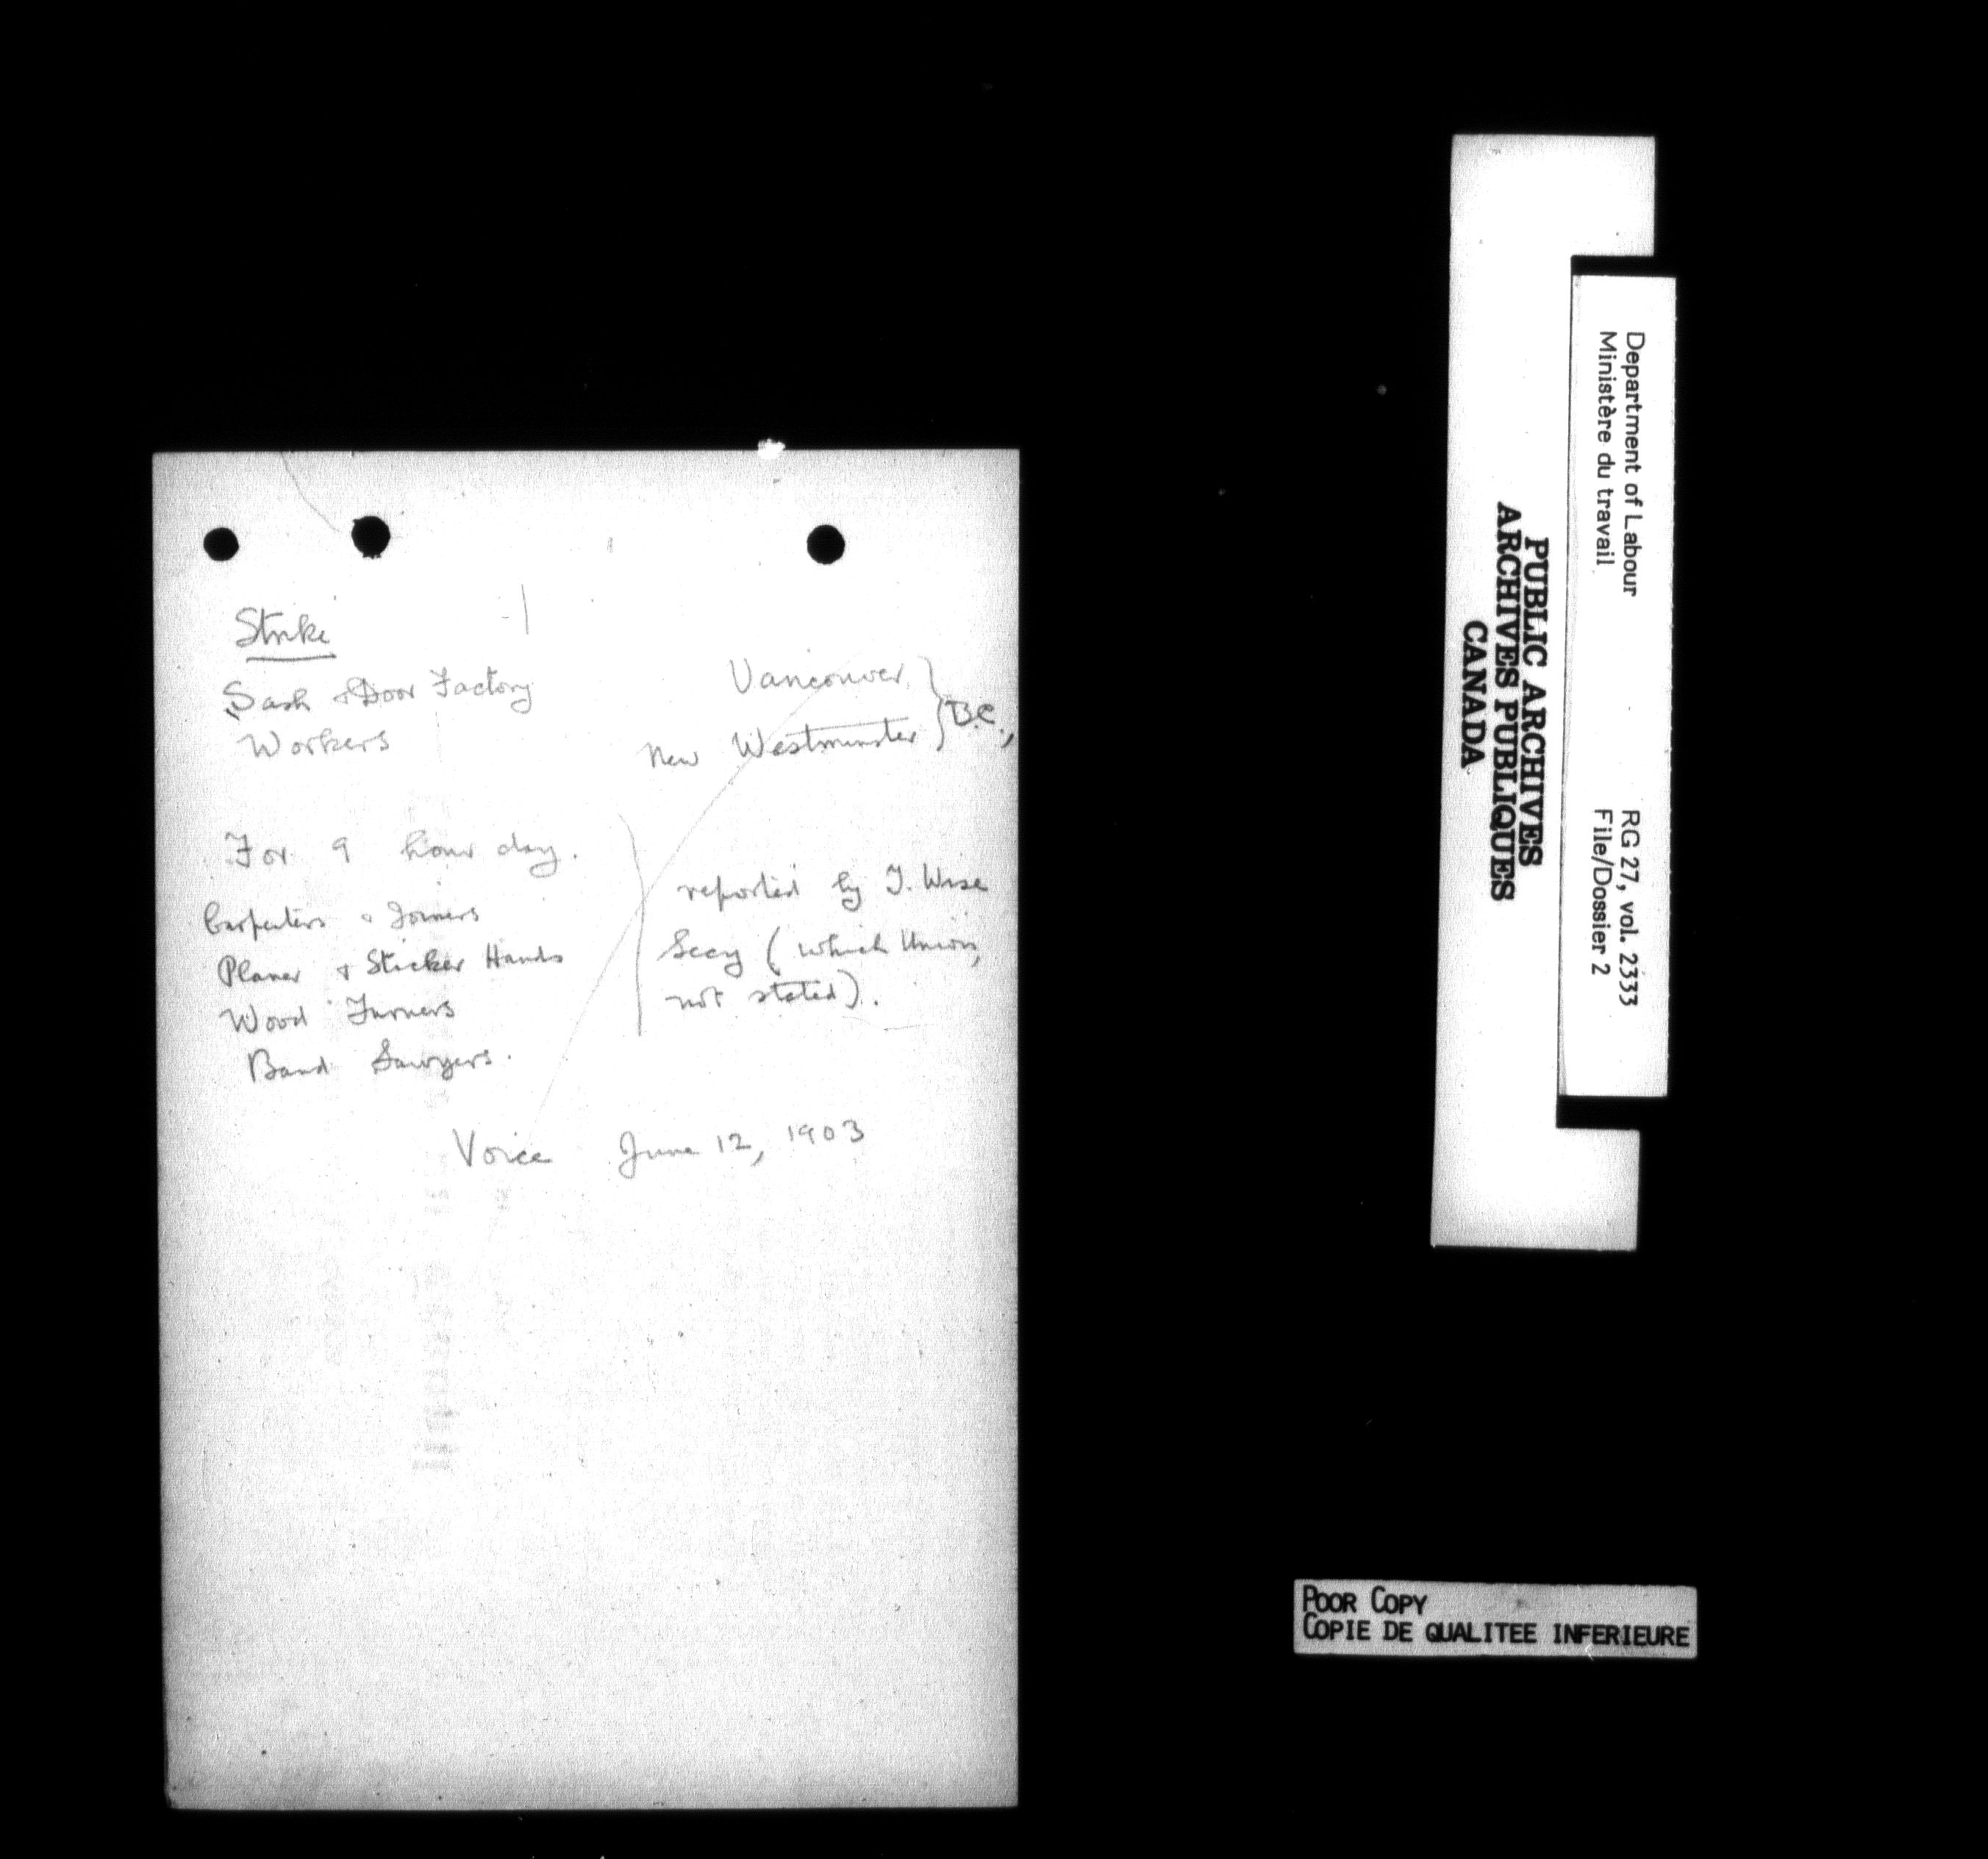 Strike
Sash & Door Factory
Workers
Vancouver
New Westminster } B.C.,
For 9 hour day.
Carpenters & Joiners
Planer & Sticker Hands
Wood Turners
Band Sawyers.
reported by J. Wise
Secy (which Union,
not stated).
Voice June 12, 1903
PUBLIC ARCHIVES
ARCHIVES PUBLIQUES
CANADA
Department of Labour
Ministère du travail
RG 27, vol. 2333
File/Dossier 2
POOR COPY
COPIE DE QUALITEE INFERIEURE